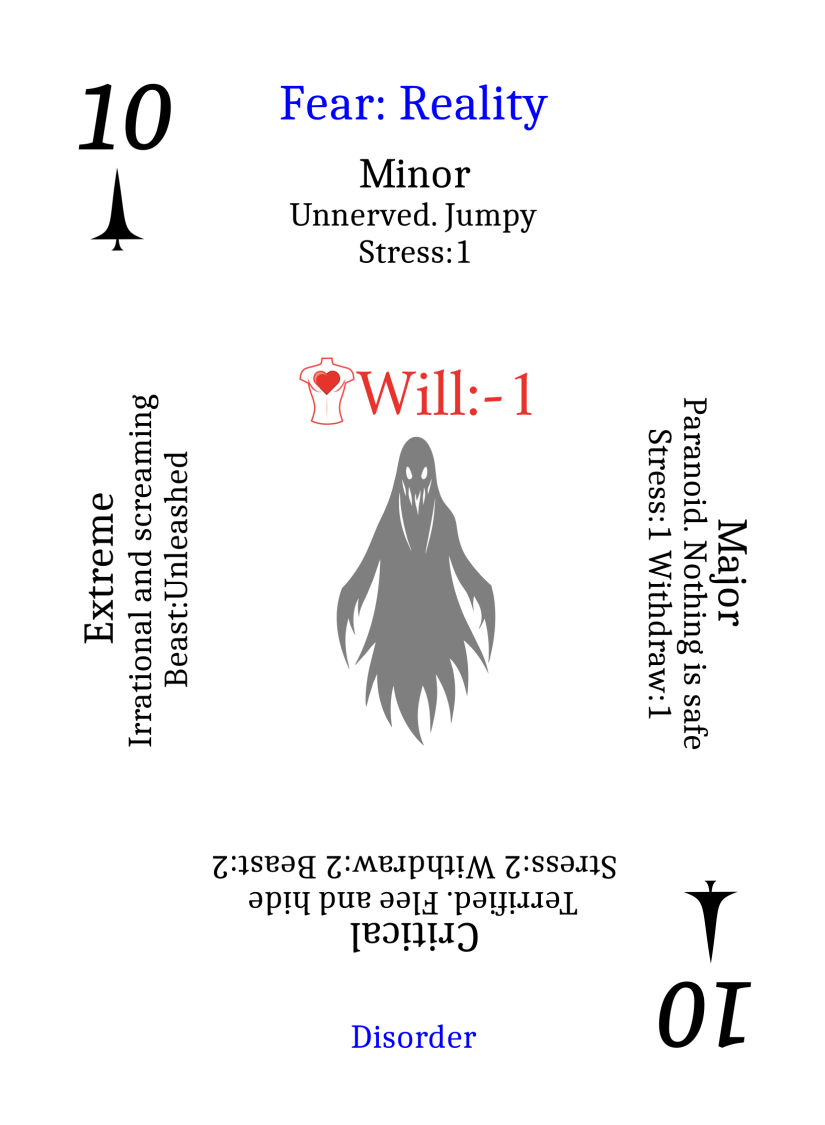 10
Fear: Reality
Minor
Unnerved. Jumpy
Stress:1
Will:-1
Extreme
Irrational and screaming
Beast:Unleashed
Major
Paranoid. Nothing is safe
Stress:1 Withdraw:1
Critical
Terrified. Flee and hide
Stress:2 Withdraw:2 Beast:2
10
Disorder